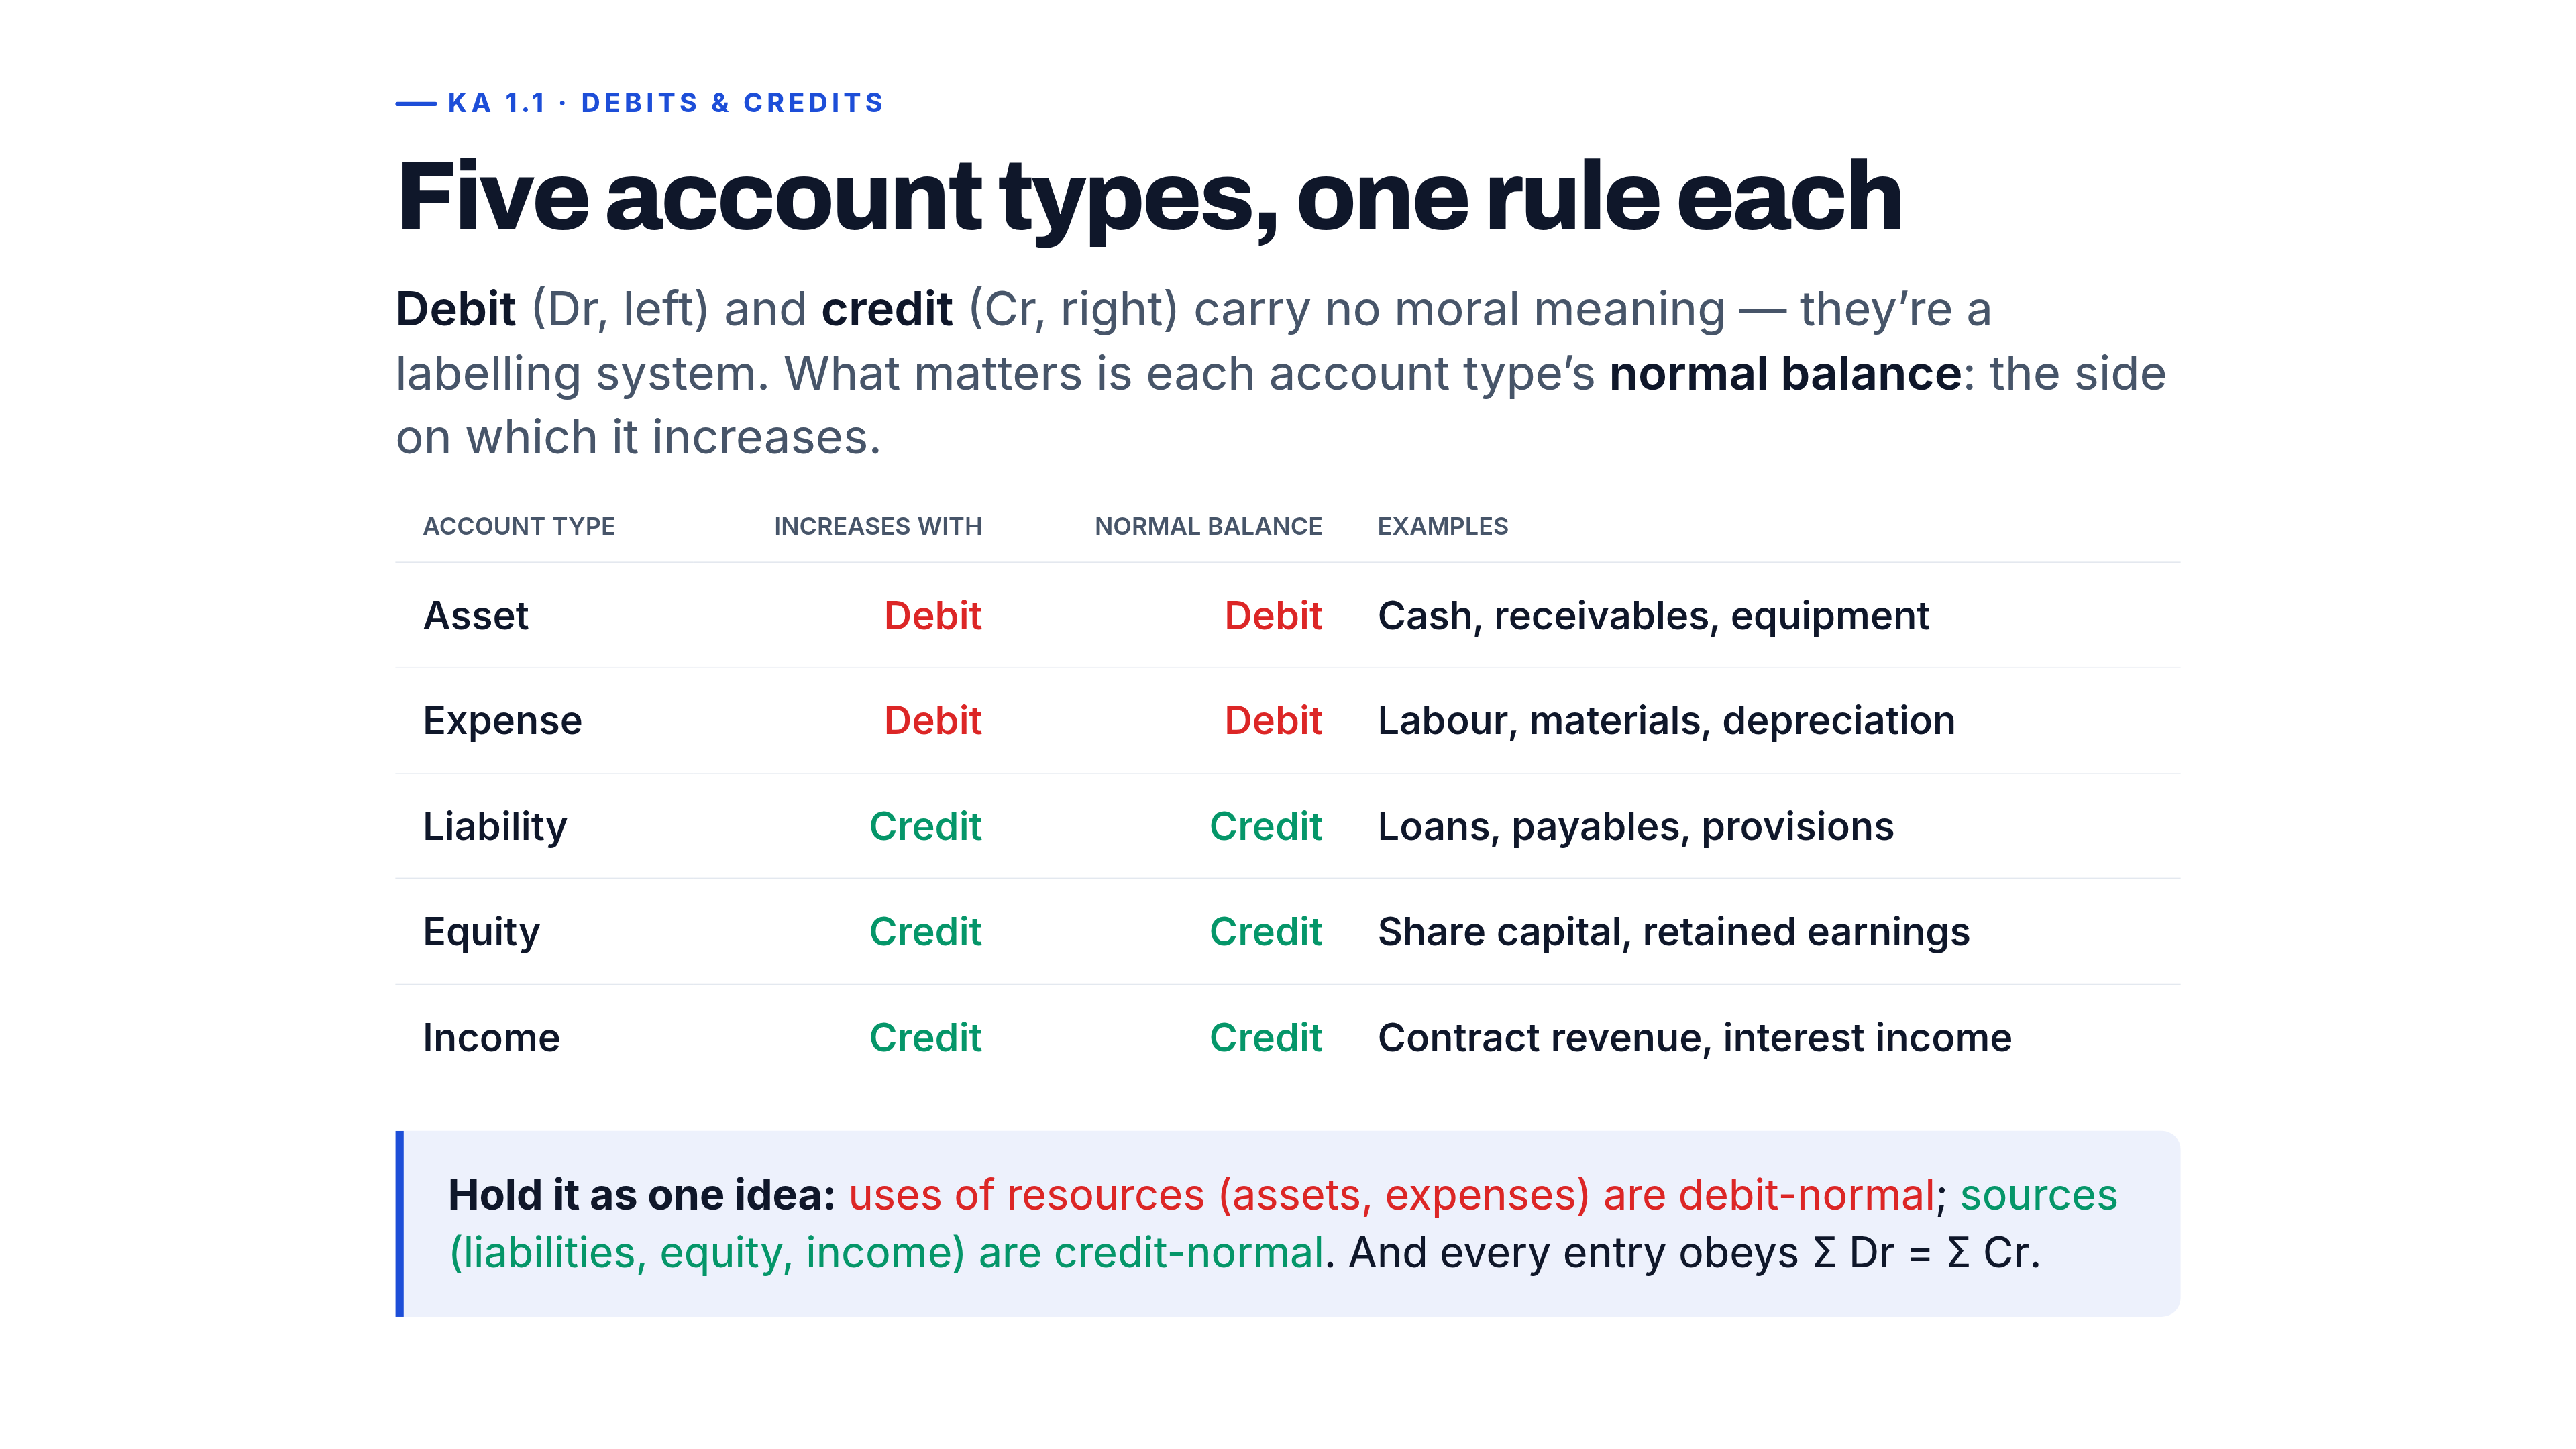 KA 1.1 · DEBITS & CREDITS
Five account types, one rule each
Debit (Dr, left) and credit (Cr, right) carry no moral meaning — they’re a
labelling system. What matters is each account type’s normal balance: the side
on which it increases.
ACCOUNT TYPE INCREASES WITH NORMAL BALANCE EXAMPLES
Asset Debit Debit Cash, receivables, equipment
Expense Debit Debit Labour, materials, depreciation
Liability Credit Credit Loans, payables, provisions
Equity Credit Credit Share capital, retained earnings
Income Credit Credit Contract revenue, interest income
Hold it as one idea: uses of resources (assets, expenses) are debit-normal; sources
(liabilities, equity, income) are credit-normal. And every entry obeys Σ Dr = Σ Cr.